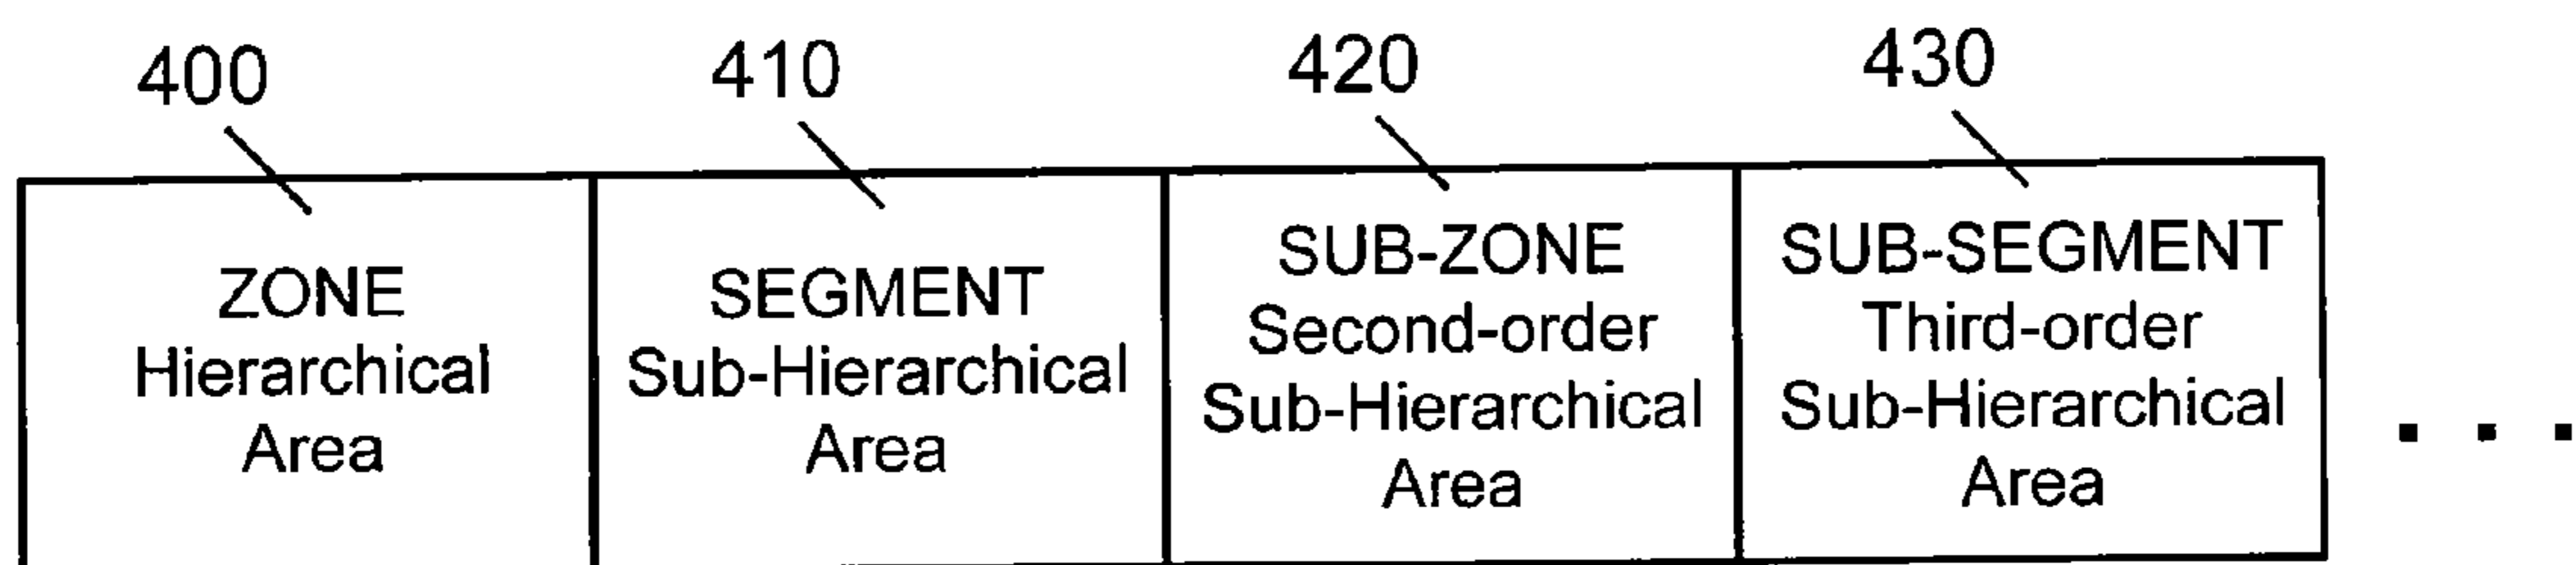 400
410
420
430
ZONE
Hierarchical
Area
SEGMENT
Sub-Hierarchical
Area
SUB-ZONE
Second-order
Sub-Hierarchical
Area
SUB-SEGMENT
Third-order
Sub-Hierarchical
Area
. . .